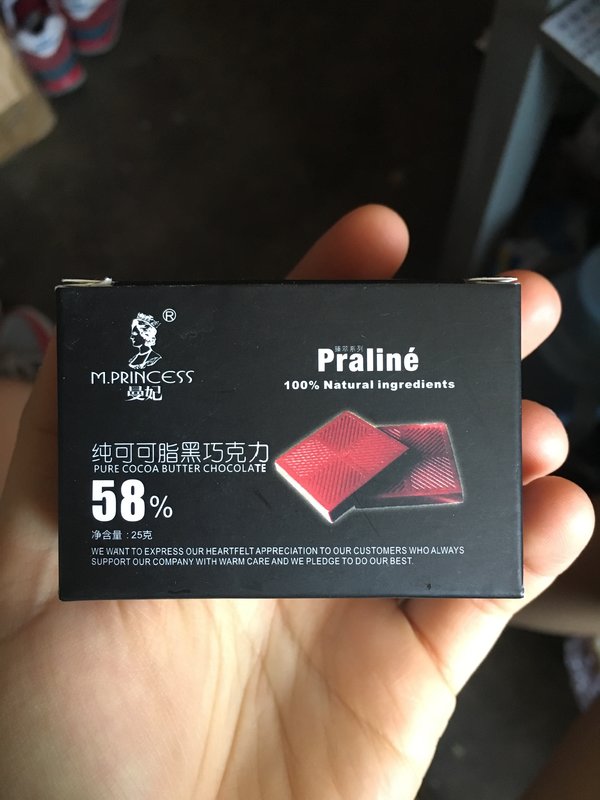 ®
M.PRINCESS
曼妃
臻萃系列
Praliné
100% Natural ingredients
纯可可脂黑巧克力
PURE COCOA BUTTER CHOCOLATE
58%
净含量：25克
WE WANT TO EXPRESS OUR HEARTFELT APPRECIATION TO OUR CUSTOMERS WHO ALWAYS
SUPPORT OUR COMPANY WITH WARM CARE AND WE PLEDGE TO DO OUR BEST.